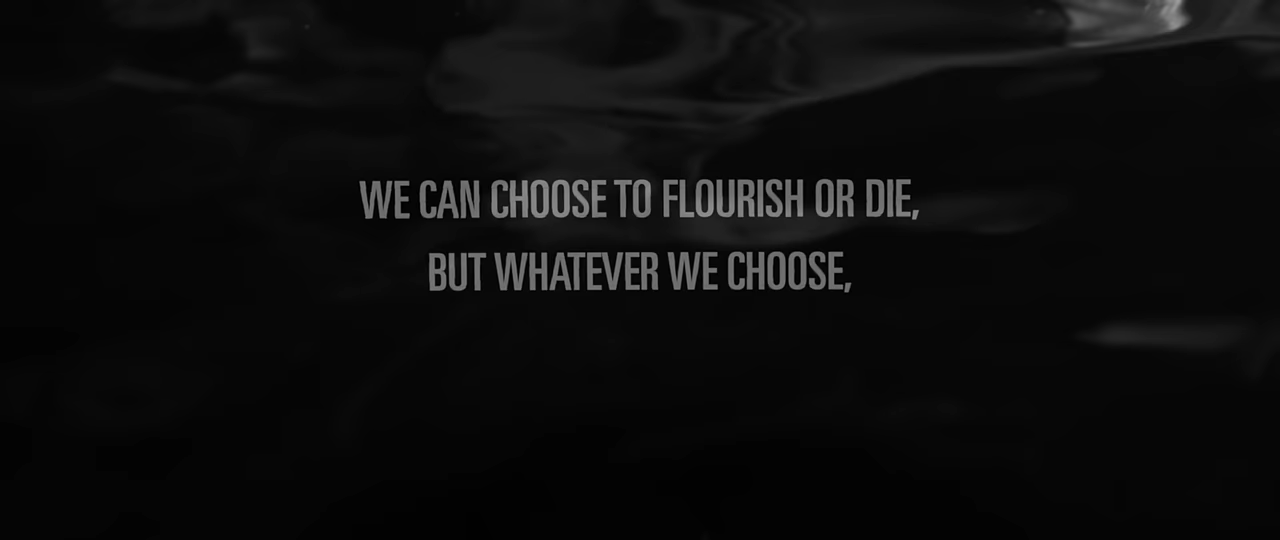 WE CAN CHOOSE TO FLOURISH OR DIE,
BUT WHATEVER WE CHOOSE,